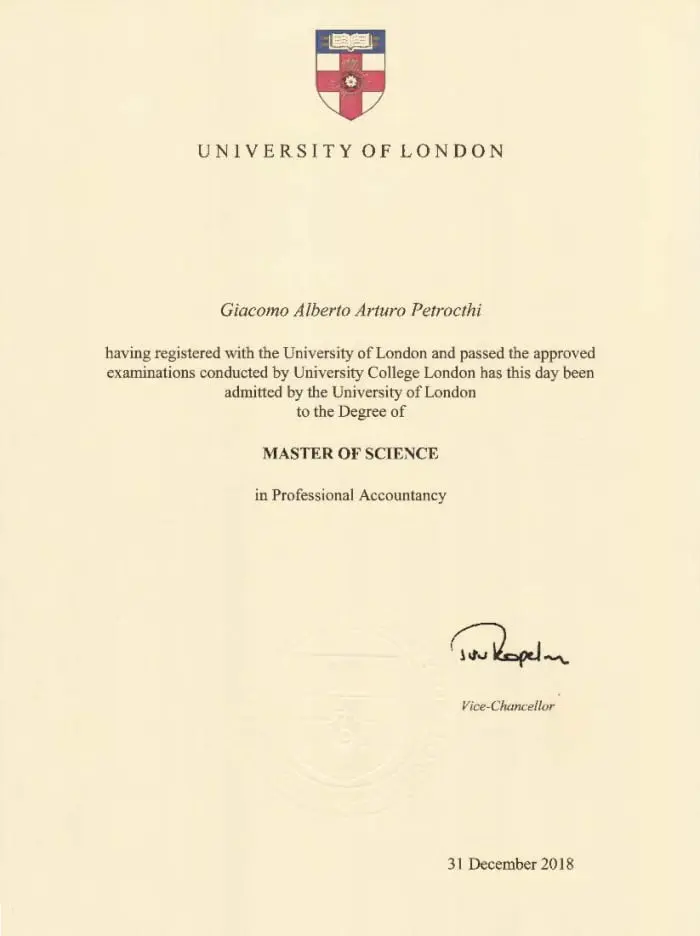 UNIVERSITY OF LONDON
Giacomo Alberto Arturo Petrocthi
having registered with the University of London and passed the approved
examinations conducted by University College London has this day been
admitted by the University of London
to the Degree of
MASTER OF SCIENCE
in Professional Accountancy
Vice-Chancellor
31 December 2018